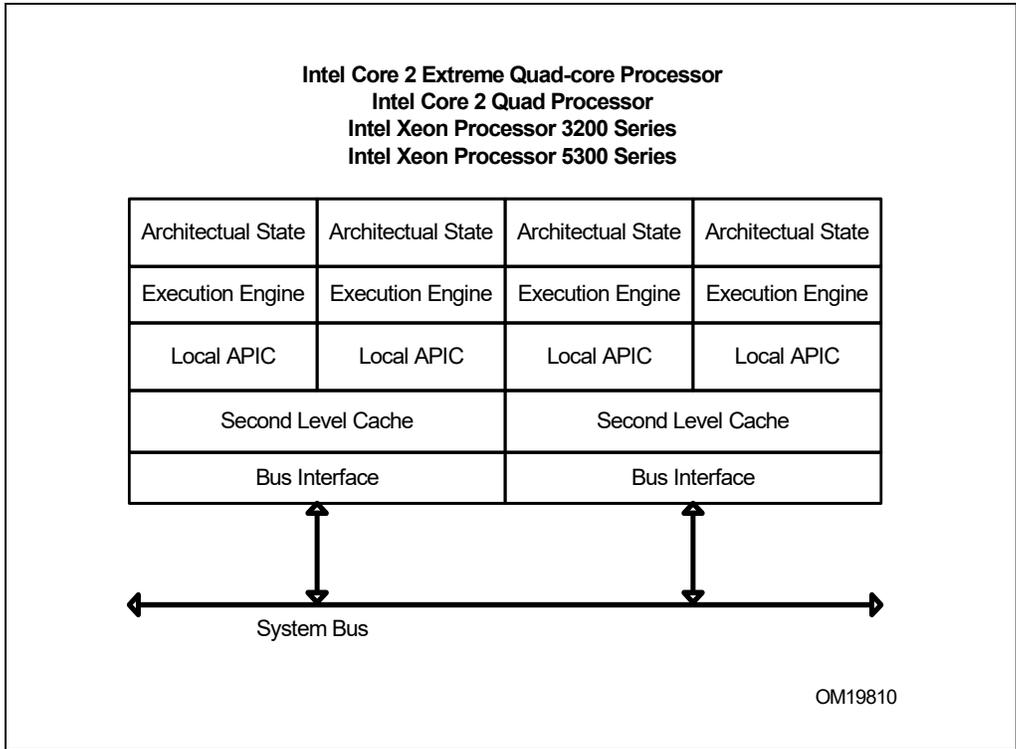 Intel Core 2 Extreme Quad-core Processor
Intel Core 2 Quad Processor
Intel Xeon Processor 3200 Series
Intel Xeon Processor 5300 Series
Architectual State Architectual State Architectual State Architectual State
Execution Engine Execution Engine Execution Engine Execution Engine
Local APIC Local APIC Local APIC Local APIC
Second Level Cache Second Level Cache
Bus Interface Bus Interface
System Bus
OM19810